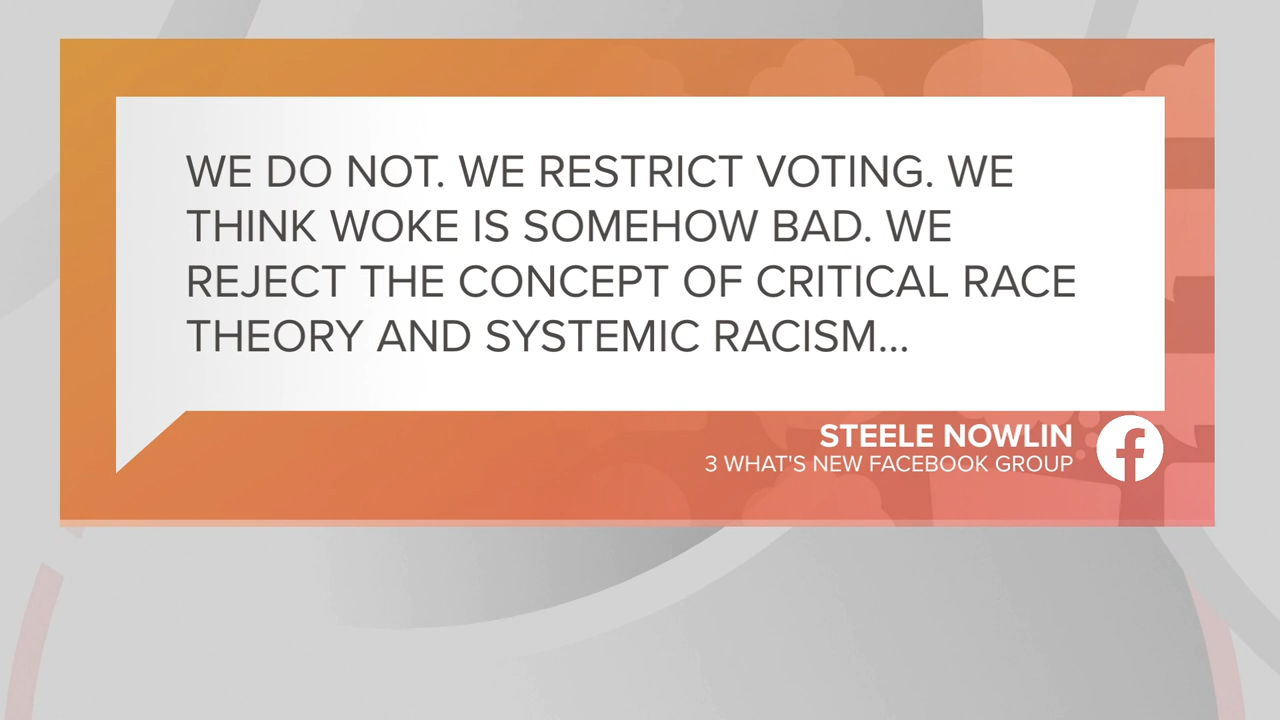 WE DO NOT. WE RESTRICT VOTING. WE
THINK WOKE IS SOMEHOW BAD. WE
REJECT THE CONCEPT OF CRITICAL RACE
THEORY AND SYSTEMIC RACISM...
STEELE NOWLIN
3 WHAT'S NEW FACEBOOK GROUP